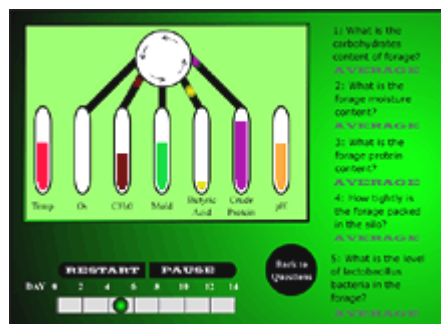 1: What is the
carbohydrates
content of forage?
AVERAGE
2: What is the
forage moisture
content?
AVERAGE
3: What is the
forage protein
content?
AVERAGE
4: How tightly is
the forage packed
in the silo?
AVERAGE
5: What is the level
of lactobacillus
bacteria in the
forage?
AVERAGE
Temp
Mold
Butyric
Acid
Crude
Protein
pH
RESTART PAUSE
DAY 0 2 4 6 8 10 12 14
Back to
Questions